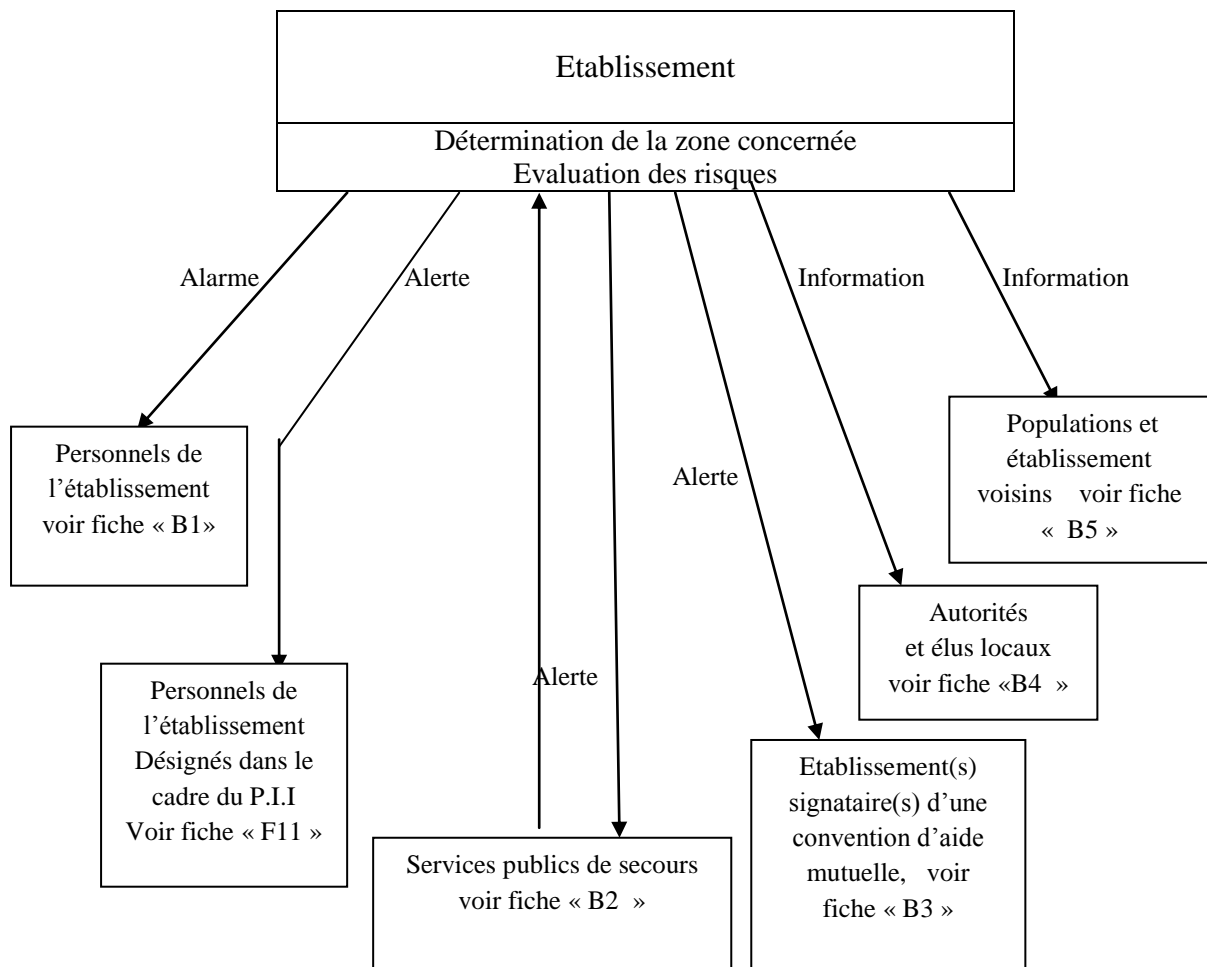 Etablissement
Détermination de la zone concernée
Evaluation des risques
Alarme
Alerte
Information
Information
Personnels de
l’établissement
voir fiche « B1»
Alerte
Populations et
établissement
voisins voir fiche
« B5 »
Autorités
et élus locaux
voir fiche «B4 »
Personnels de
l’établissement
Désignés dans le
cadre du P.I.I
Voir fiche « F11 »
Alerte
Etablissement(s)
signataire(s) d’une
convention d’aide
mutuelle, voir
fiche « B3 »
Services publics de secours
voir fiche « B2 »